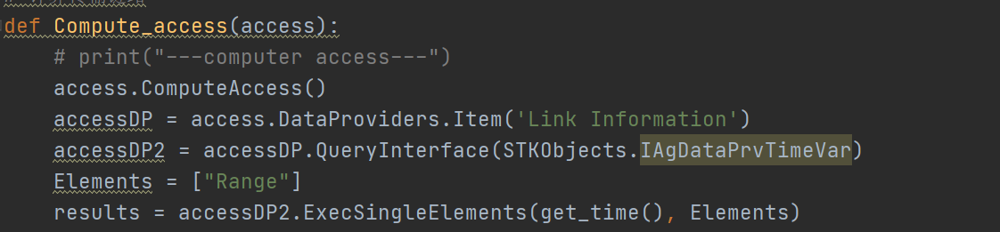 def Compute_access(access):
# print("---computer access---")
access.ComputeAccess()
accessDP = access.DataProviders.Item('Link Information')
accessDP2 = accessDP.QueryInterface(STKObjects.IAgDataPrvTimeVar)
Elements = ["Range"]
results = accessDP2.ExecSingleElements(get_time(), Elements)